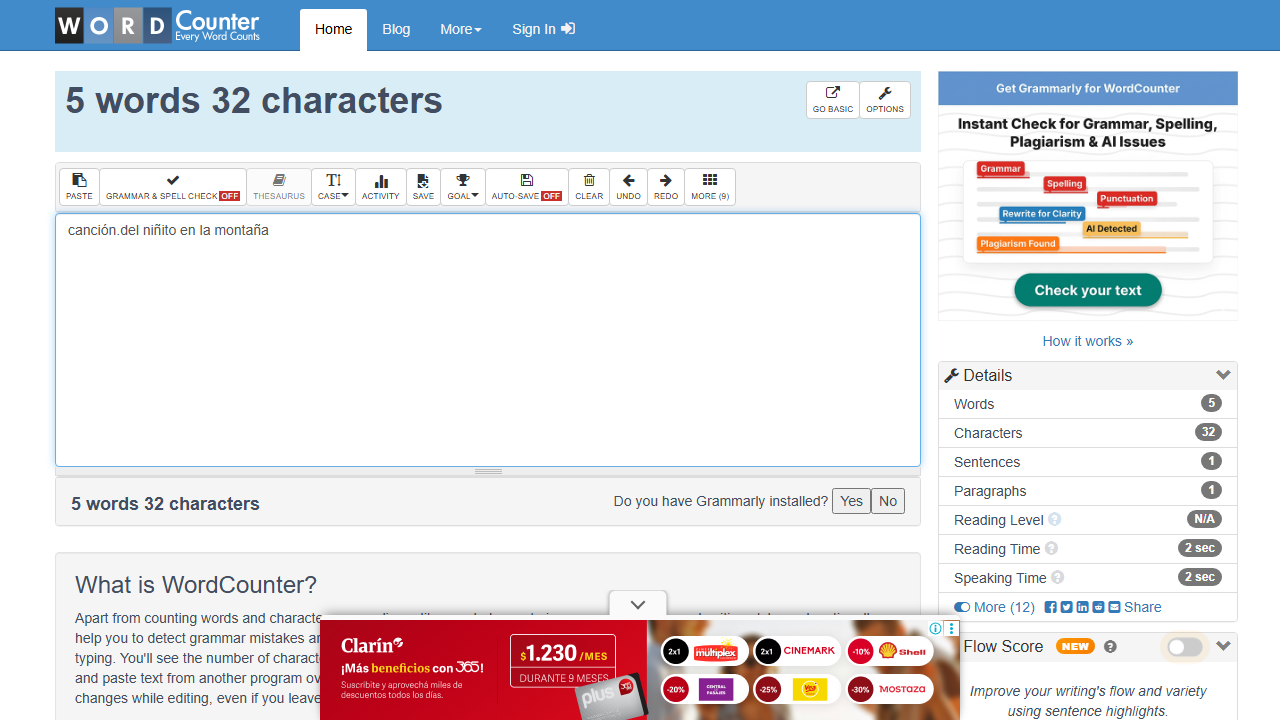 WORD Counter
Every Word Counts
Home
Blog
More
Sign In
5 words 32 characters
GO BASIC
OPTIONS
PASTE
GRAMMAR & SPELL CHECK OFF
THESAURUS
CASE
ACTIVITY
SAVE
GOAL
AUTO-SAVE OFF
CLEAR
UNDO
REDO
MORE (9)
canción.del niñito en la montaña
5 words 32 characters
Do you have Grammarly installed? Yes No
What is WordCounter?
Apart from counting words and characte
help you to detect grammar mistakes an
typing. You'll see the number of charact
and paste text from another program ov
changes while editing, even if you leave
Get Grammarly for WordCounter
Instant Check for Grammar, Spelling,
Plagiarism & AI Issues
Grammar
Spelling
Punctuation
Rewrite for Clarity
AI Detected
Plagiarism Found
Check your text
How it works »
Details
Words 5
Characters 32
Sentences 1
Paragraphs 1
Reading Level N/A
Reading Time 2 sec
Speaking Time 2 sec
More (12) Share
Flow Score NEW
Improve your writing's flow and variety
using sentence highlights.
Clarín
¡Más beneficios con 365!
Suscribite y aprovechá miles de
descuentos todos los días.
$1.230 /MES
DURANTE 9 MESES
plus
2x1 multiplex
2x1 CINEMARK
-10% Shell
-20% CENTRAL PASAJES
-25%
-30% MOSTAZA